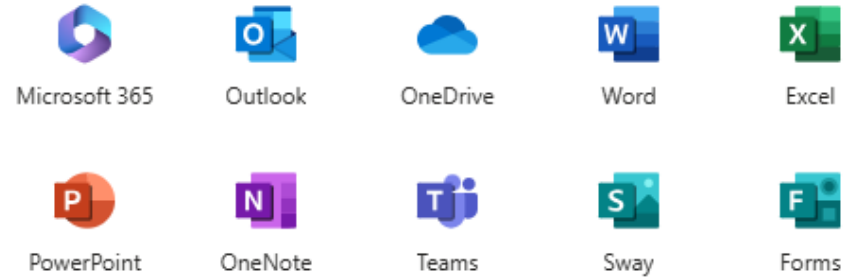 O W X
Microsoft 365 Outlook OneDrive Word Excel
P N T S F
PowerPoint OneNote Teams Sway Forms